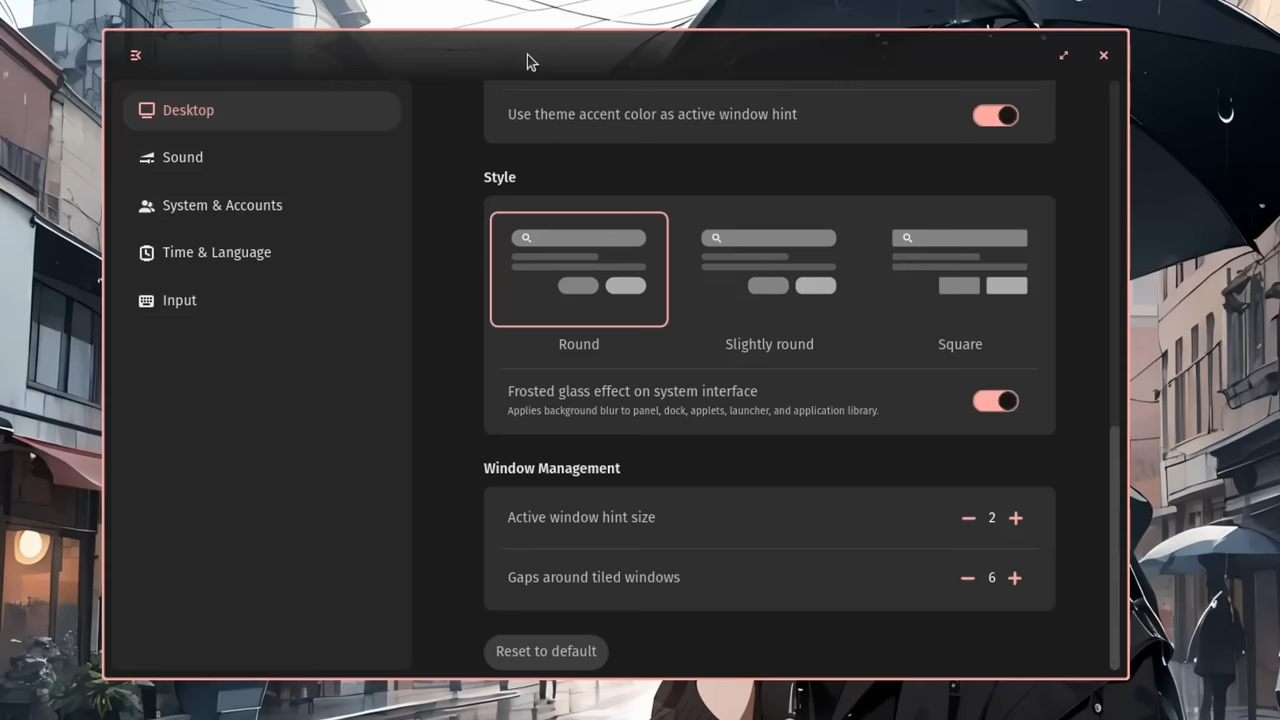 Desktop
Sound
System & Accounts
Time & Language
Input
Use theme accent color as active window hint
Style
Round
Slightly round
Square
Frosted glass effect on system interface
Applies background blur to panel, dock, applets, launcher, and application library.
Window Management
Active window hint size
2
Gaps around tiled windows
6
Reset to default